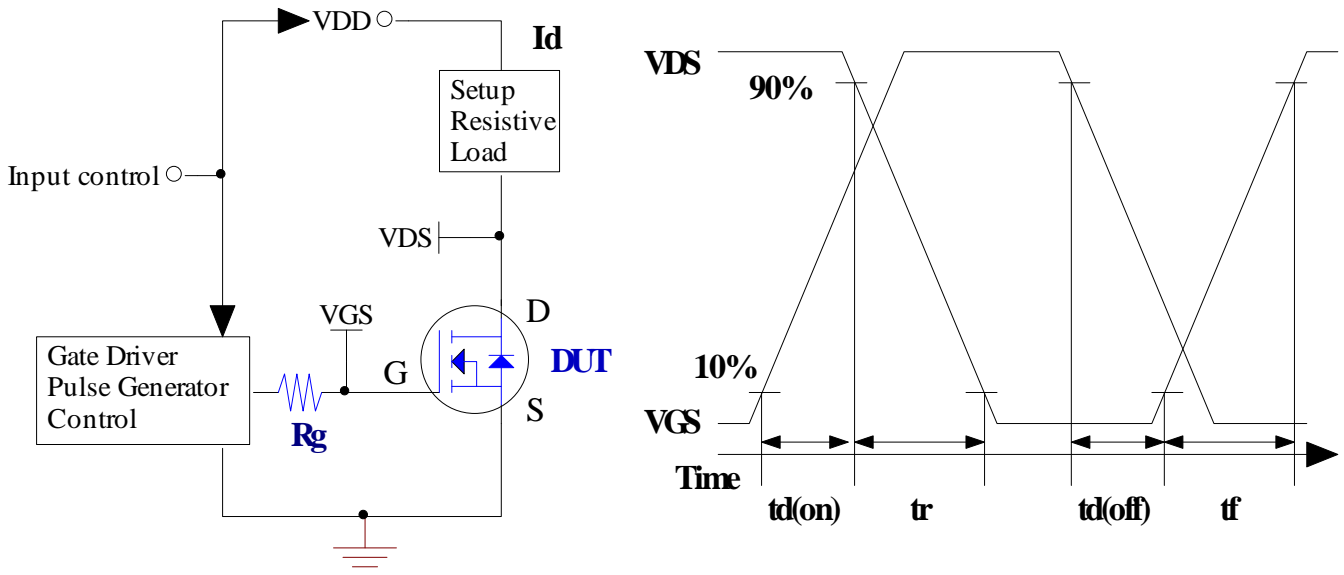 VDD
Id
Setup
Resistive
Load
Input control
VDS
VGS
D
G
DUT
S
Gate Driver
Pulse Generator
Control
Rg
VDS
90%
10%
VGS
Time
td(on)
tr
td(off)
tf